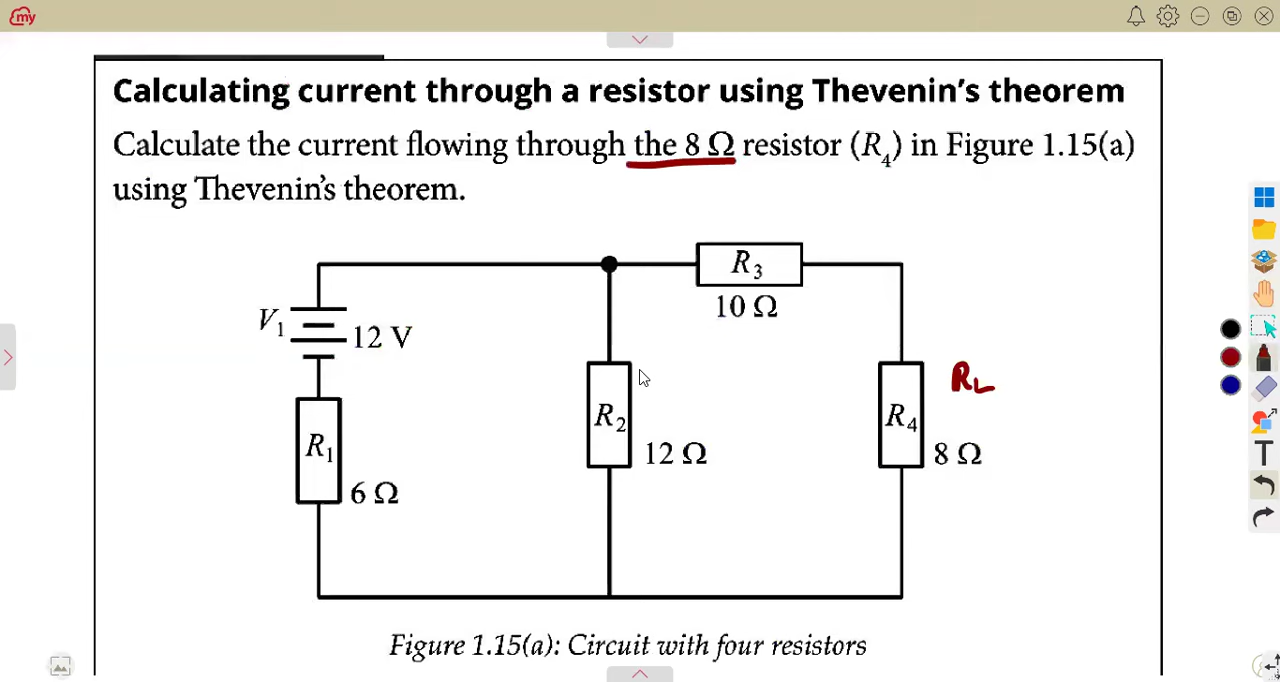 my
Calculating current through a resistor using Thevenin's theorem
Calculate the current flowing through the 8 Ω resistor (R₄) in Figure 1.15(a)
using Thevenin's theorem.
R₃
10 Ω
V₁
12 V
R₁
6 Ω
R₂
12 Ω
R₄
8 Ω
RL
Figure 1.15(a): Circuit with four resistors
T